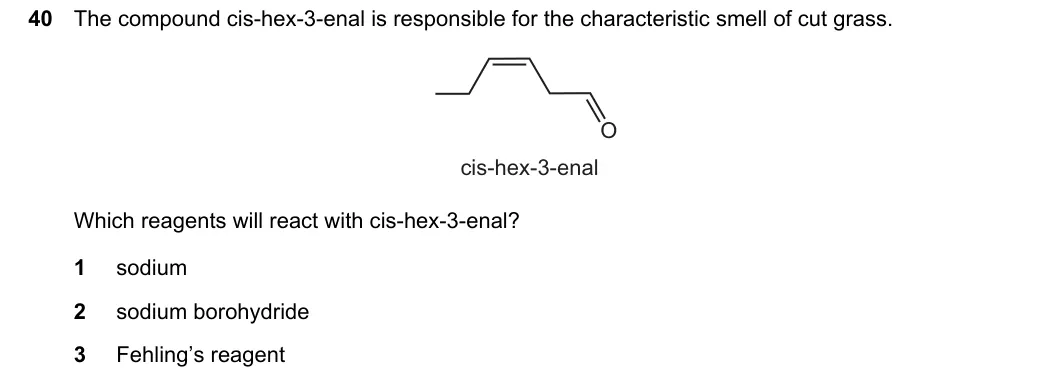 40 The compound cis-hex-3-enal is responsible for the characteristic smell of cut grass.
O
cis-hex-3-enal
Which reagents will react with cis-hex-3-enal?
1 sodium
2 sodium borohydride
3 Fehling’s reagent